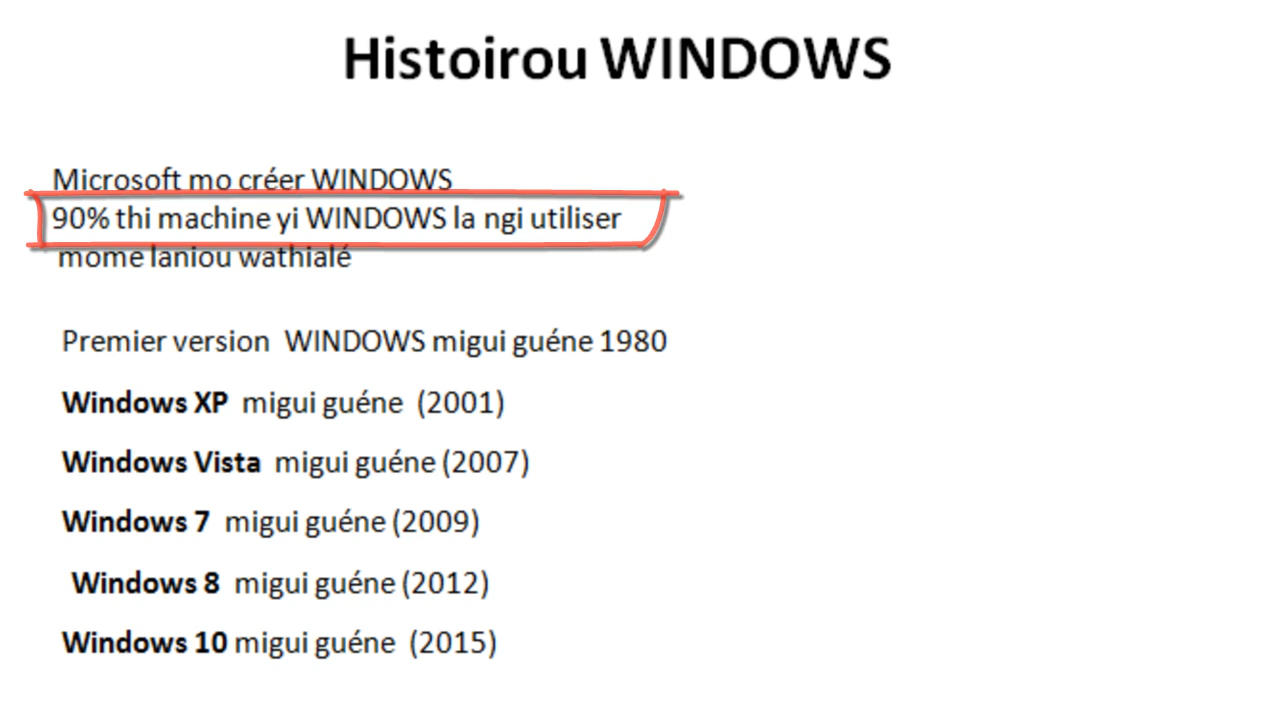 Histoirou WINDOWS
Microsoft mo créer WINDOWS
90% thi machine yi WINDOWS la ngi utiliser
mome laniou wathialé
Premier version WINDOWS migui guéne 1980
Windows XP migui guéne (2001)
Windows Vista migui guéne (2007)
Windows 7 migui guéne (2009)
Windows 8 migui guéne (2012)
Windows 10 migui guéne (2015)